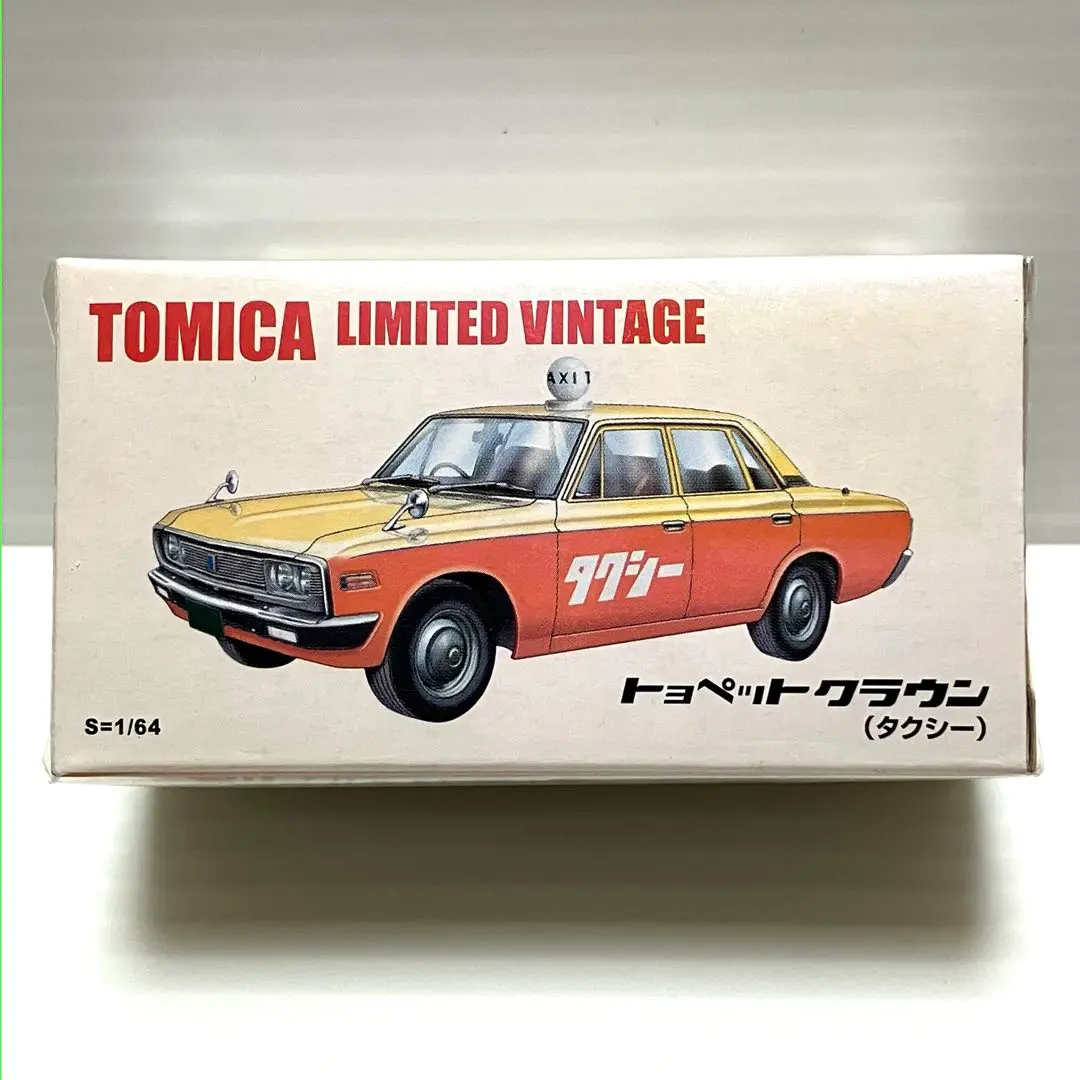 TOMICA LIMITED VINTAGE
AXI T
タクシー
トヨペットクラウン
(タクシー)
S=1/64